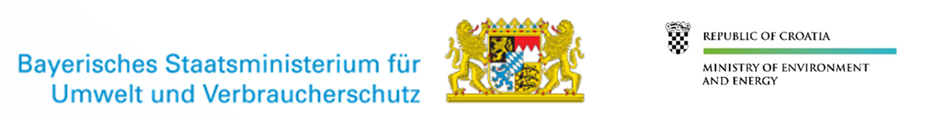 Bayerisches Staatsministerium für
Umwelt und Verbraucherschutz
REPUBLIC OF CROATIA
MINISTRY OF ENVIRONMENT
AND ENERGY